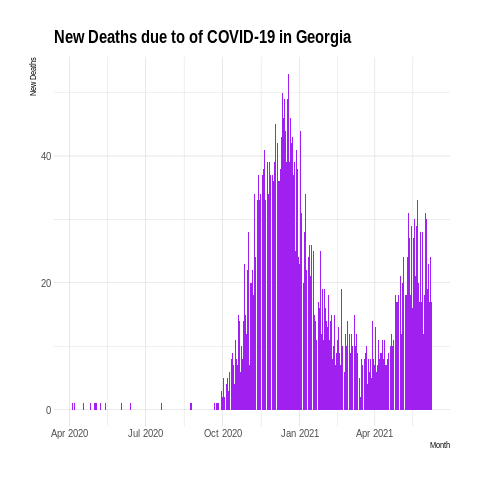 New Deaths due to of COVID-19 in Georgia
New Deaths
40
20
0
Apr 2020 Jul 2020 Oct 2020 Jan 2021 Apr 2021
Month